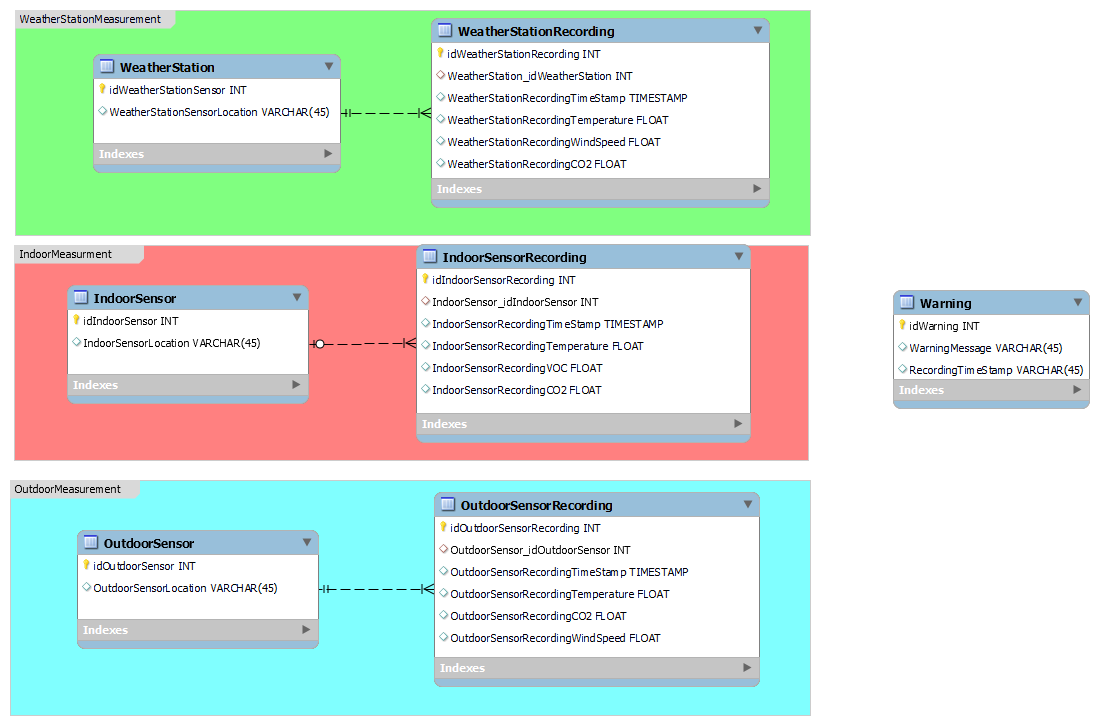 WeatherStationMeasurement
WeatherStation
idWeatherStationSensor INT
WeatherStationSensorLocation VARCHAR(45)
Indexes
WeatherStationRecording
idWeatherStationRecording INT
WeatherStation_idWeatherStation INT
WeatherStationRecordingTimeStamp TIMESTAMP
WeatherStationRecordingTemperature FLOAT
WeatherStationRecordingWindSpeed FLOAT
WeatherStationRecordingCO2 FLOAT
Indexes
IndoorMeasurment
IndoorSensor
idIndoorSensor INT
IndoorSensorLocation VARCHAR(45)
Indexes
IndoorSensorRecording
idIndoorSensorRecording INT
IndoorSensor_idIndoorSensor INT
IndoorSensorRecordingTimeStamp TIMESTAMP
IndoorSensorRecordingTemperature FLOAT
IndoorSensorRecordingVOC FLOAT
IndoorSensorRecordingCO2 FLOAT
Indexes
Warning
idWarning INT
WarningMessage VARCHAR(45)
RecordingTimeStamp VARCHAR(45)
Indexes
OutdoorMeasurement
OutdoorSensor
idOutdoorSensor INT
OutdoorSensorLocation VARCHAR(45)
Indexes
OutdoorSensorRecording
idOutdoorSensorRecording INT
OutdoorSensor_idOutdoorSensor INT
OutdoorSensorRecordingTimeStamp TIMESTAMP
OutdoorSensorRecordingTemperature FLOAT
OutdoorSensorRecordingCO2 FLOAT
OutdoorSensorRecordingWindSpeed FLOAT
Indexes